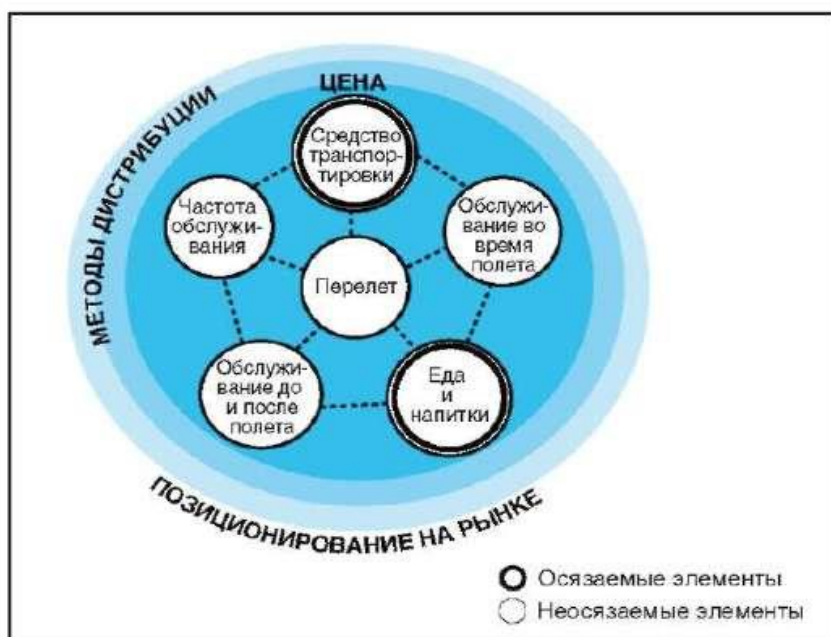 ЦЕНА
МЕТОДЫ ДИСТРИБУЦИИ
Средство
транспор-
тировки
Частота
обслужи-
вания
Обслужи-
вание во
время
полета
Перелет
Обслужи-
вание до
и после
полета
Еда
и
напитки
ПОЗИЦИОНИРОВАНИЕ НА РЫНКЕ
Осязаемые элементы
Неосязаемые элементы